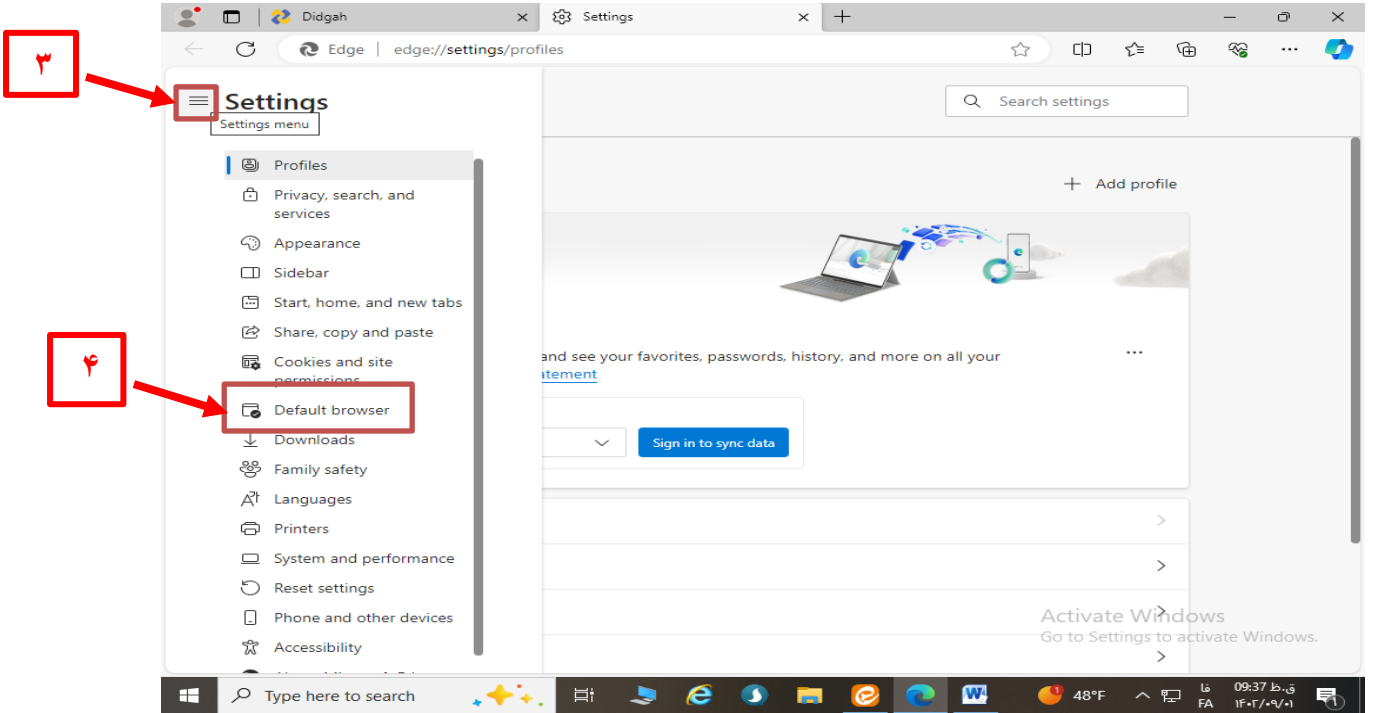 Didgah
Settings
Edge | edge://settings/profiles
۳
Settings
Search settings
Settings menu
Profiles
Add profile
Privacy, search, and
services
Appearance
Sidebar
Start, home, and new tabs
Share, copy and paste
۴
Cookies and site
permissions
and see your favorites, passwords, history, and more on all your
tement
Default browser
Downloads
Sign in to sync data
Family safety
Languages
Printers
System and performance
Reset settings
Phone and other devices
Accessibility
Activate Windows
Go to Settings to activate Windows.
Type here to search
48°F
فا
FA
09:37 ق.ظ
۱۴۰۲/۰۹/۰۱